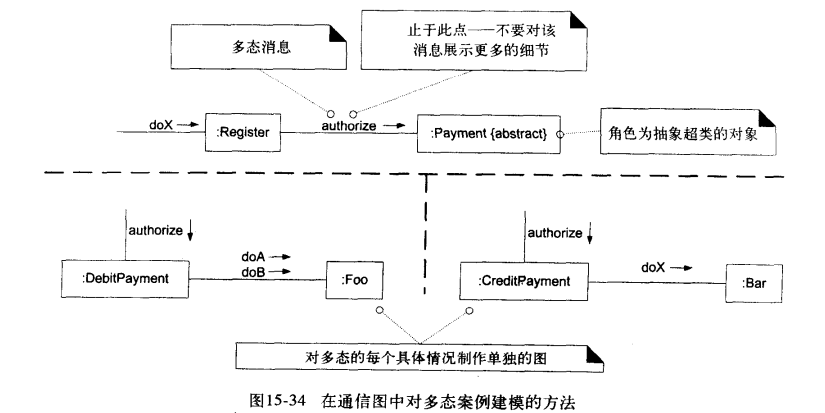 多态消息
止于此点——不要对该
消息展示更多的细节
doX
:Register
authorize
:Payment {abstract}
角色为抽象超类的对象
authorize
:DebitPayment
doA
doB
:Foo
authorize
:CreditPayment
doX
:Bar
对多态的每个具体情况制作单独的图
图15-34 在通信图中对多态案例建模的方法